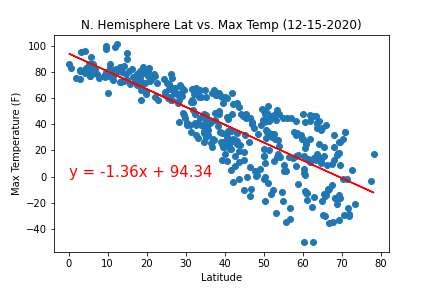 N. Hemisphere Lat vs. Max Temp (12-15-2020)
Max Temperature (F)
100
80
60
40
20
0
−20
−40
y = -1.36x + 94.34
0 10 20 30 40 50 60 70 80
Latitude